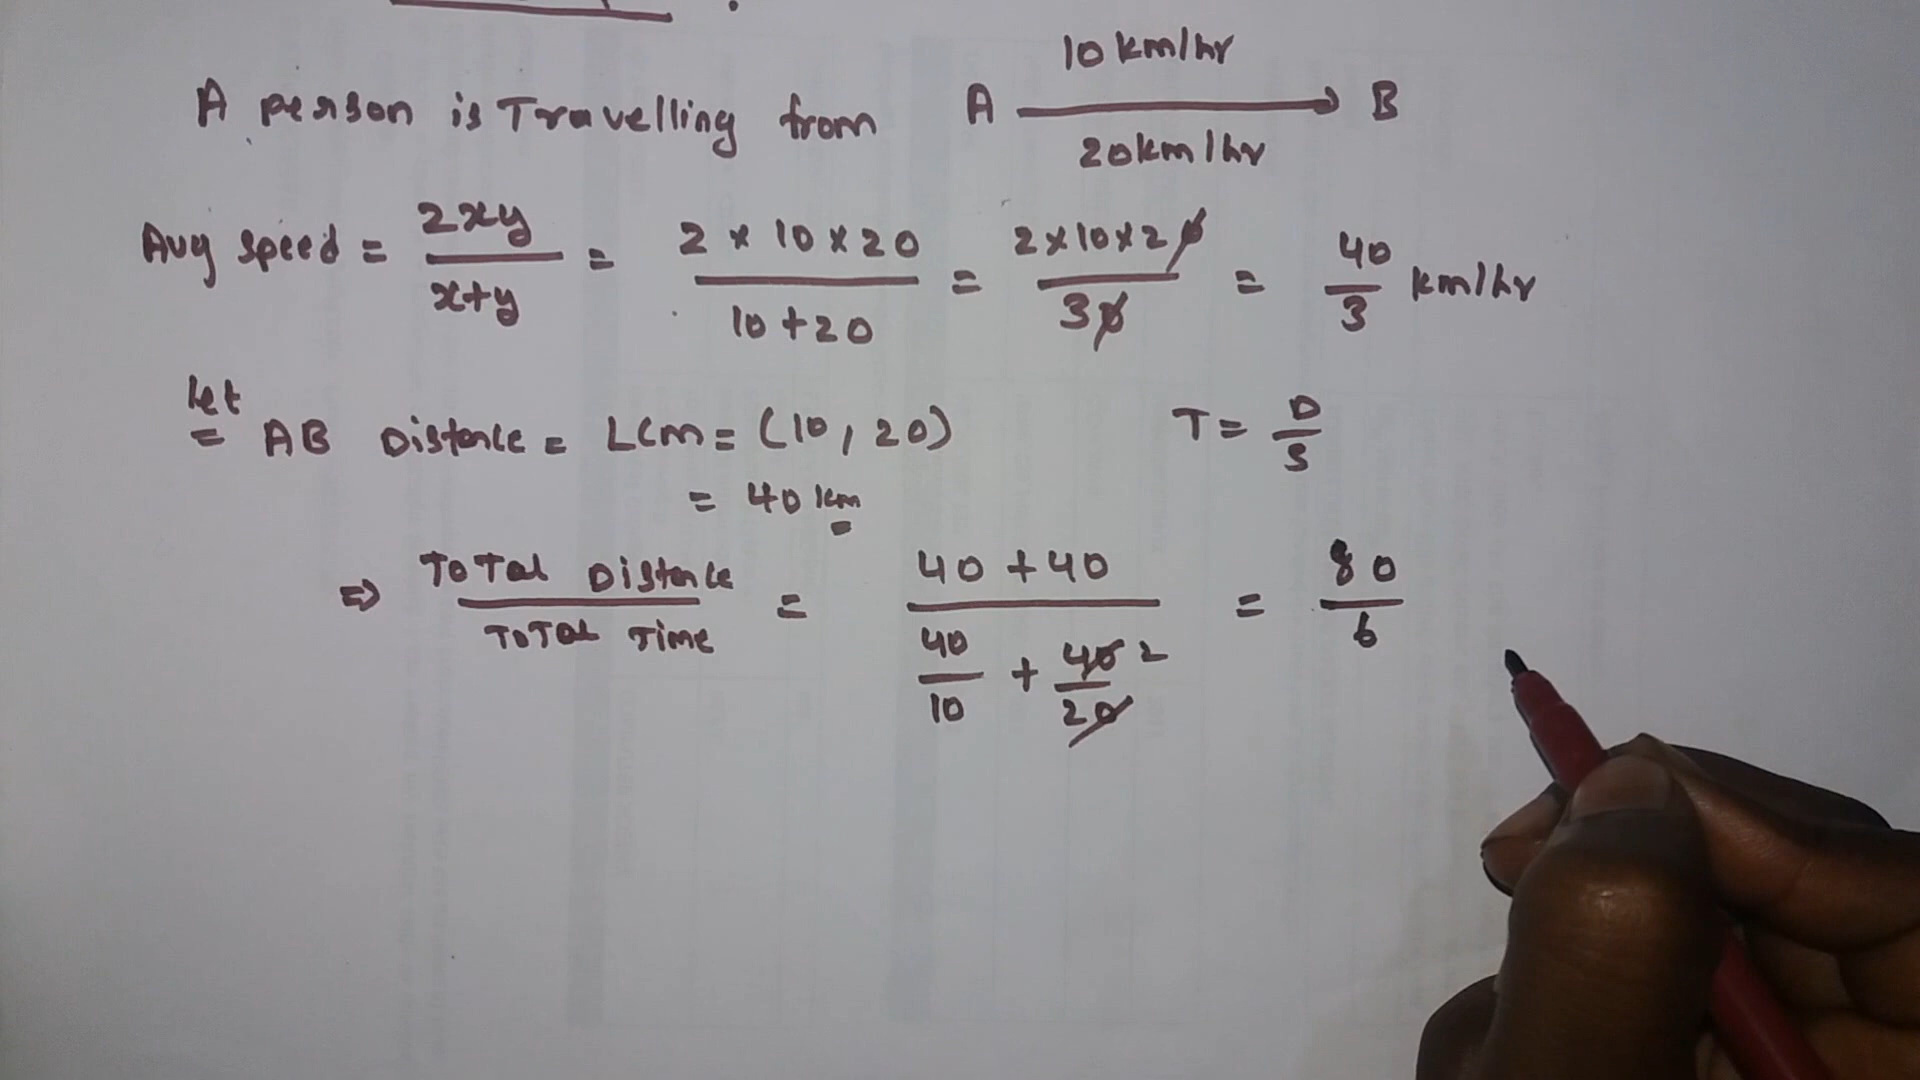 A person is Travelling from A 10 km/hr → 20 km/hr B
Avg speed = 2xy / x+y = 2 × 10 × 20 / 10 + 20 = 2×10×20 / 30 = 40/3 km/hr
let AB Distance = LCM = (10, 20) T = D/S
= 40 km
⇒ Total Distance / Total Time = 40 + 40 / 40/10 + 40/20 2 = 80/6